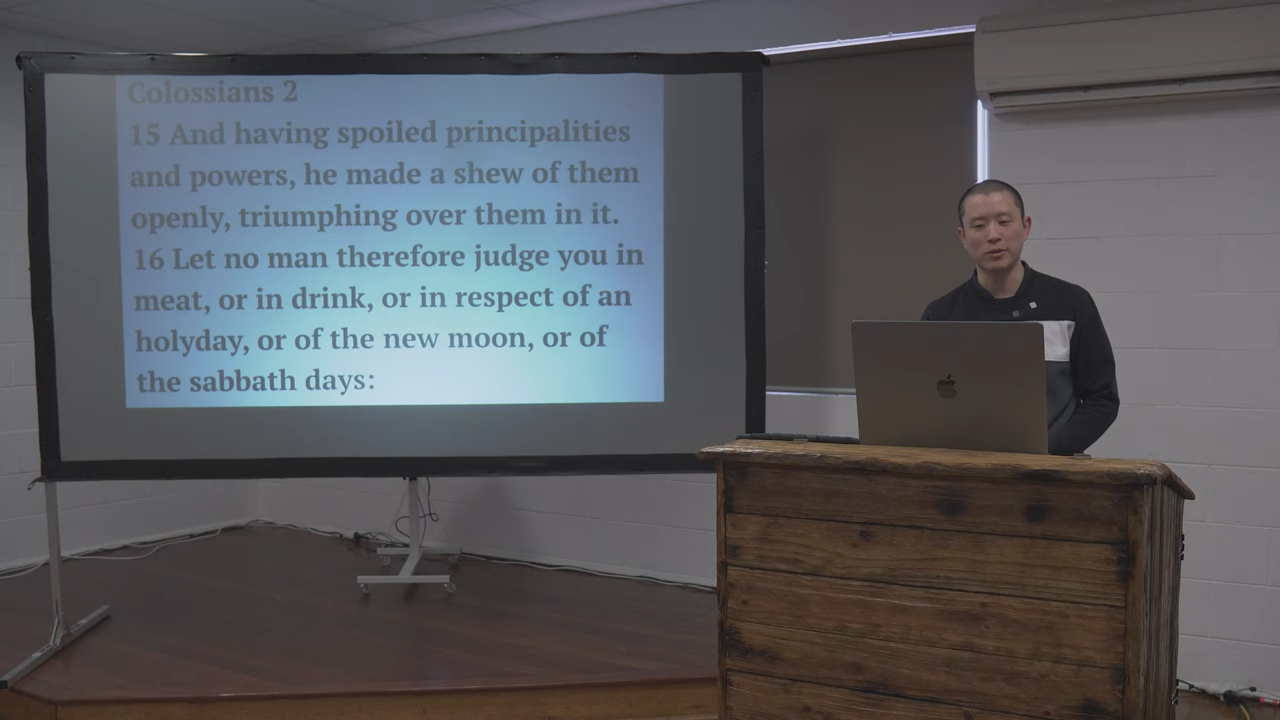 Colossians 2
15 And having spoiled principalities
and powers, he made a shew of them
openly, triumphing over them in it.
16 Let no man therefore judge you in
meat, or in drink, or in respect of an
holyday, or of the new moon, or of
the sabbath days: